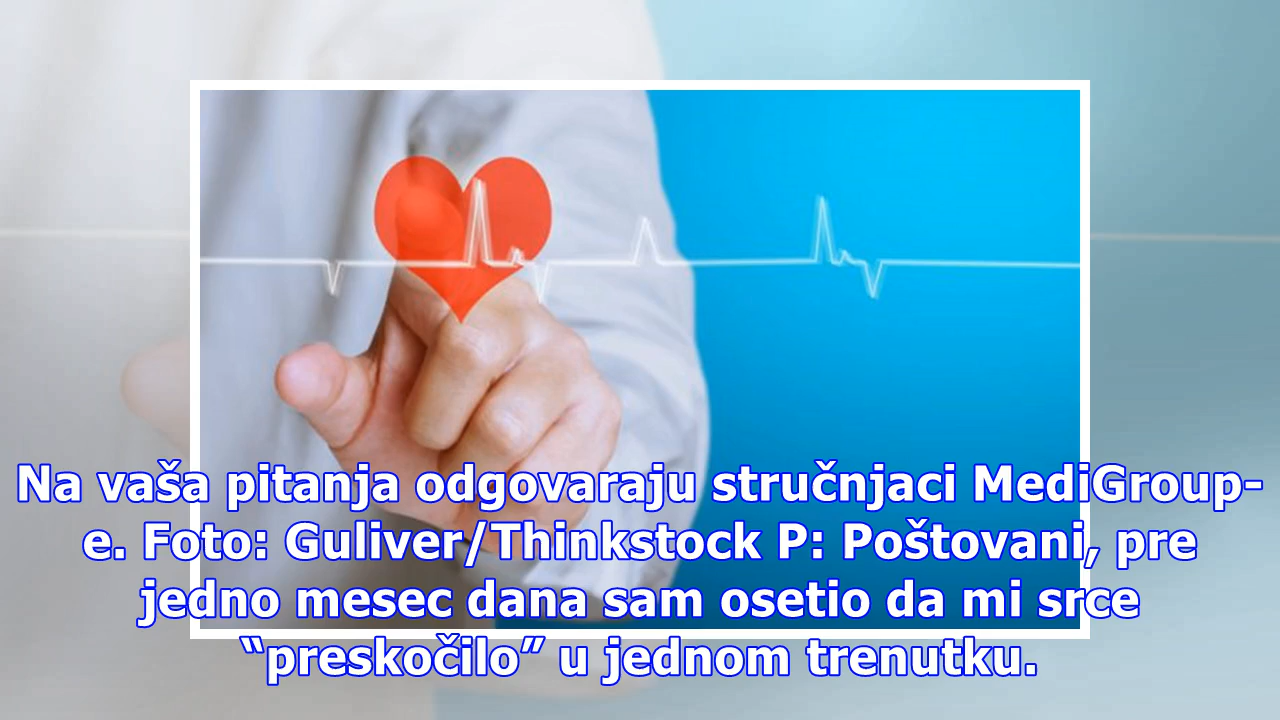 Na vaša pitanja odgovaraju stručnjaci MediGroup-
e. Foto: Guliver/Thinkstock P: Poštovani, pre
jedno mesec dana sam osetio da mi srce
“preskočilo” u jednom trenutku.